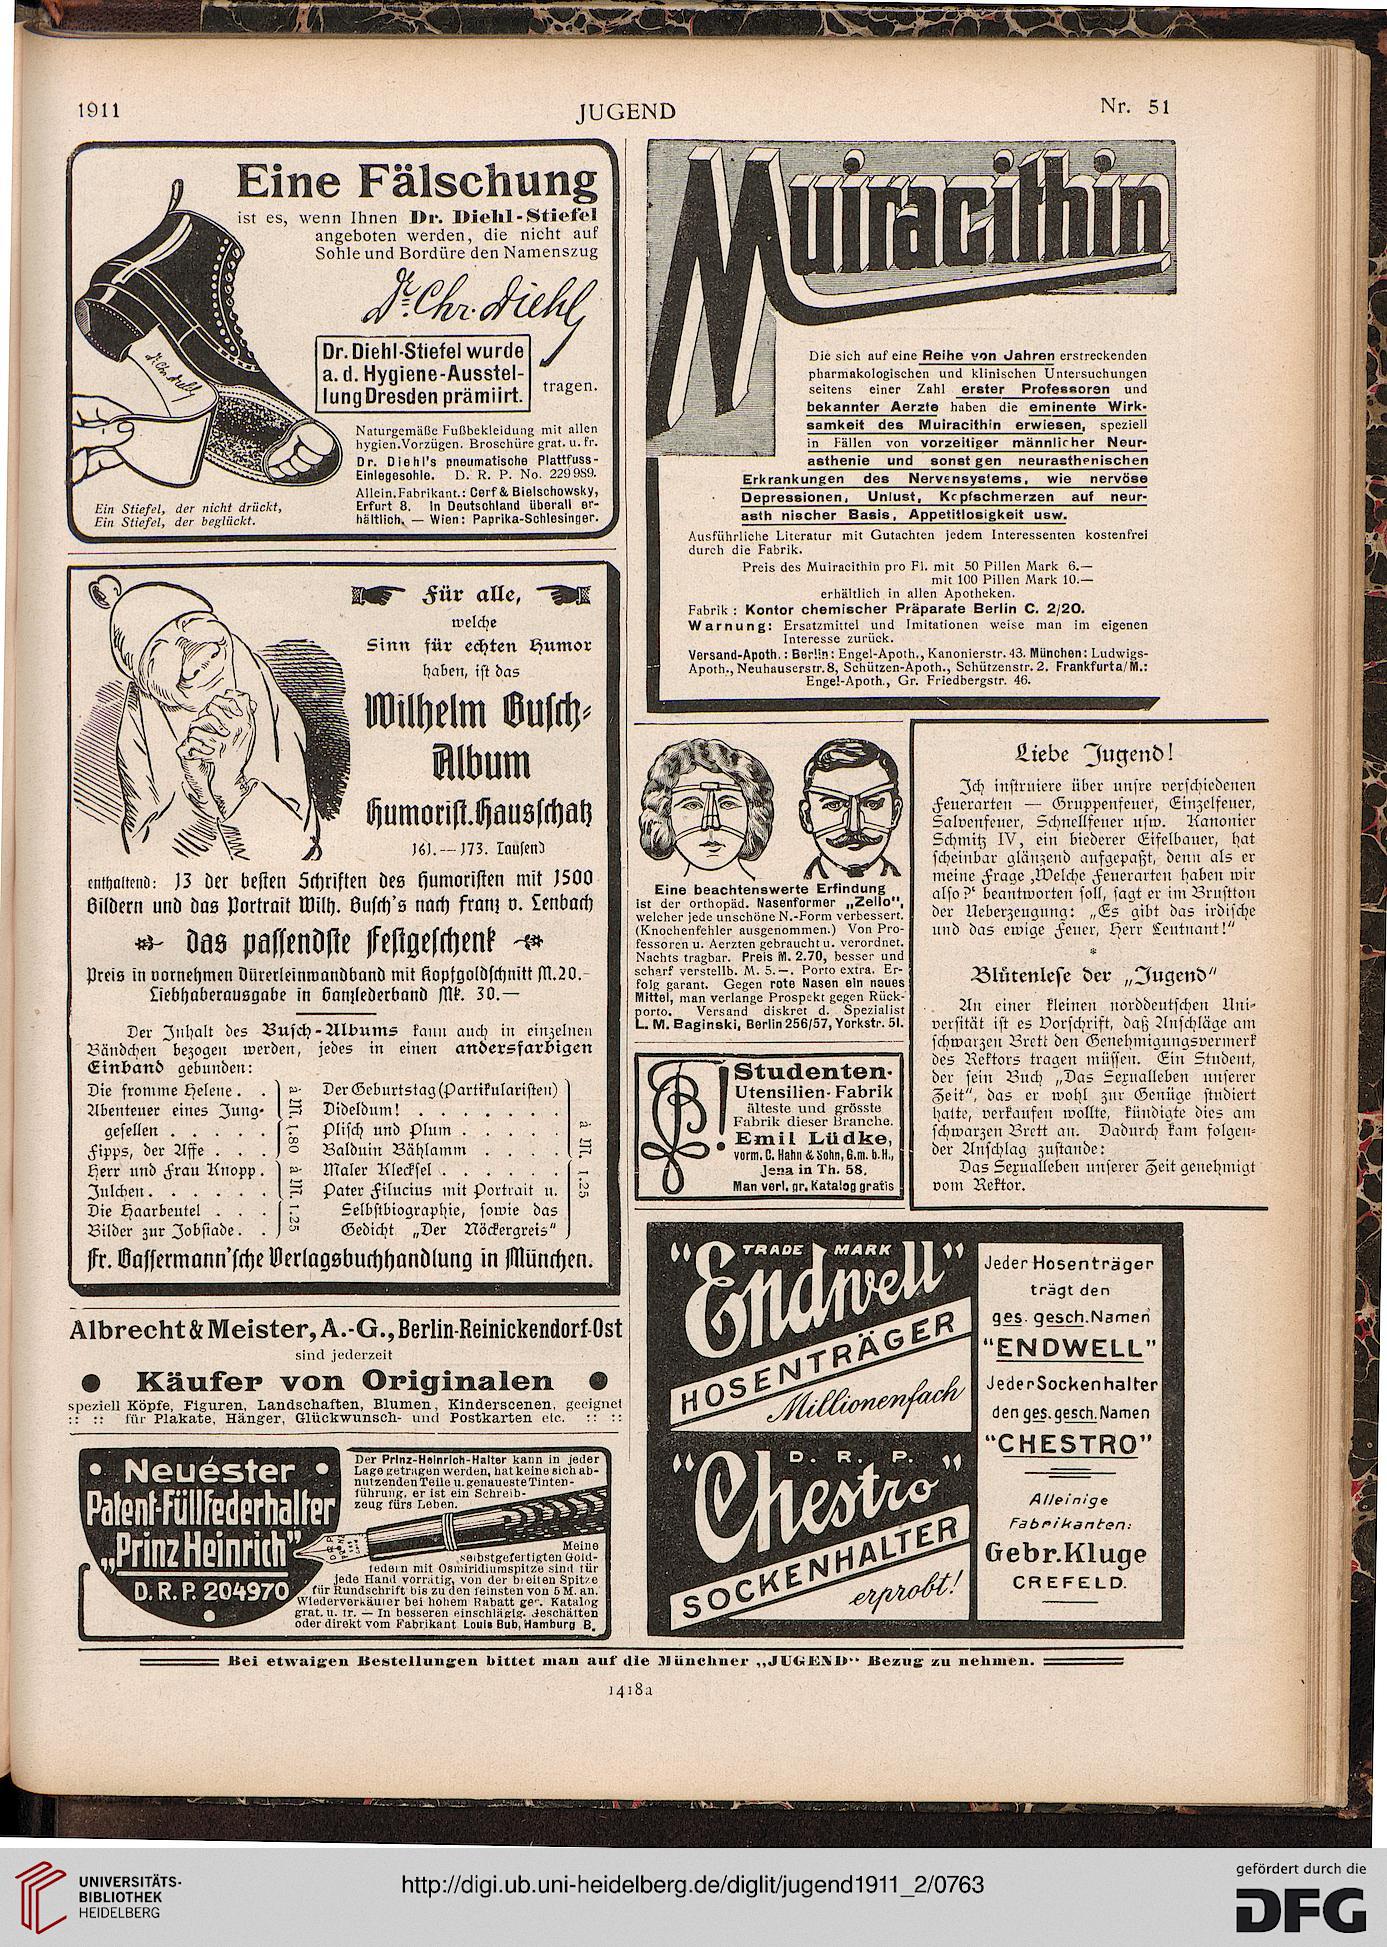 1911
JUGEND
Nr. 51
Eine Fälschung
ist es, wenn Ihnen Dr. Diehl-Stiefel
angeboten werden, die nicht auf
Sohle und Bordüre den Namenszug
Dr. Chr. Diehl
tragen.
Dr. Diehl-Stiefel wurde
a. d. Hygiene-Ausstel-
lung Dresden prämiirt.
Naturgemäße Fußbekleidung mit allen
hygien. Vorzügen. Broschüre grat. u. fr.
Dr. Diehl's pneumatische Plattfuss-
Einlegesohle. D. R. P. No. 229989.
Allein. Fabrikant.: Cerf & Bielschowsky,
Erfurt 8. In Deutschland überall er-
hältlich. — Wien: Paprika-Schlesinger.
Ein Stiefel, der nicht drückt,
Ein Stiefel, der beglückt.
Für alle,
welche
Sinn für echten Humor
haben, ist das
Wilhelm Busch-
Album
Humorist. Hausschatz
161.—173. Tausend
enthaltend: 13 der besten Schriften des Humoristen mit 1500
Bildern und das Portrait Wilh. Busch's nach Franz v. Lenbach
das passendste Festgeschenk
Preis in vornehmen Dürerleinwandband mit Kopfgoldschnitt M. 20.-
Liebhaberausgabe in Ganzlederband Mk. 30.—
Der Inhalt des Busch-Albums kann auch in einzelnen
Bändchen bezogen werden, jedes in einen andersfarbigen
Einband gebunden:
Die fromme Helene . .
Abenteuer eines Jung-
gesellen . . . . .
Fipps, der Affe . . .
à M. 1.80
Herr und Frau Knopp .
Julchen. . . . . . .
Die Haarbeutel . . .
Bilder zur Jobsiade. .
à M. 1.25
Der Geburtstag (Partikularisten)
Dideldum! . . . . . . .
Plisch und Plum . . . . .
Balduin Bählamm . . . . .
Maler Klecksel . . . . . .
Pater Filucius mit Portrait u.
Selbstbiographie, sowie das
Gedicht „Der Nöckergreis"
à M. 1.25
Fr. Bassermann'sche Verlagsbuchhandlung in München.
Albrecht & Meister, A.-G., Berlin-Reinickendorf-Ost
sind jederzeit
● Käufer von Originalen ●
speziell Köpfe, Figuren, Landschaften, Blumen, Kinderscenen, geeignet
:: :: für Plakate, Hänger, Glückwunsch- und Postkarten etc. :: ::
• Neuester •
Patent-Füllfederhalter
„Prinz Heinrich"
D. R. P. 204970
Der Prinz-Heinrich-Halter kann in jeder
Lage getragen werden, hat keine sich ab-
nutzenden Teile u. genaueste Tinten-
führung, er ist ein Schreib-
zeug fürs Leben.
Meine
selbstgefertigten Gold-
federn mit Osmiridiumspitze sind für
jede Hand vorrätig, von der breiten Spitze
für Rundschrift bis zu den feinsten von 5 M. an.
Wiederverkäufer bei hohem Rabatt ges. Katalog
grat. u. fr. — In besseren einschlägig. Geschäften
oder direkt vom Fabrikant Louis Bub, Hamburg B.
Muiracithin
Die sich auf eine Reihe von Jahren erstreckenden
pharmakologischen und klinischen Untersuchungen
seitens einer Zahl erster Professoren und
bekannter Aerzte haben die eminente Wirk-
samkeit des Muiracithin erwiesen, speziell
in Fällen von vorzeitiger männlicher Neur-
asthenie und sonstigen neurasthenischen
Erkrankungen des Nervensystems, wie nervöse
Depressionen, Unlust, Kopfschmerzen auf neur-
asthenischer Basis, Appetitlosigkeit usw.
Ausführliche Literatur mit Gutachten jedem Interessenten kostenfrei
durch die Fabrik.
Preis des Muiracithin pro Fl. mit 50 Pillen Mark 6.—
mit 100 Pillen Mark 10.—
erhältlich in allen Apotheken.
Fabrik: Kontor chemischer Präparate Berlin C. 2/20.
Warnung: Ersatzmittel und Imitationen weise man im eigenen
Interesse zurück.
Versand-Apoth.: Berlin: Engel-Apoth., Kanonierstr. 43. München: Ludwigs-
Apoth., Neuhauserstr. 8, Schützen-Apoth., Schützenstr. 2. Frankfurt a/M.:
Engel-Apoth., Gr. Friedbergstr. 46.
Eine beachtenswerte Erfindung
ist der orthopäd. Nasenformer „Zello",
welcher jede unschöne N.-Form verbessert.
(Knochenfehler ausgenommen.) Von Pro-
fessoren u. Aerzten gebraucht u. verordnet.
Nachts tragbar. Preis M. 2.70, besser und
scharf verstellb. M. 5.—. Porto extra. Er-
folg garant. Gegen rote Nasen ein neues
Mittel, man verlange Prospekt gegen Rück-
porto. Versand diskret d. Spezialist
L. M. Baginski, Berlin 256/57, Yorkstr. 51.
Studenten-
Utensilien-Fabrik
älteste und grösste
Fabrik dieser Branche.
Emil Lüdke,
vorm. C. Hahn & Sohn, G.m.b.H.,
Jena in Th. 58.
Man verl. gr. Katalog gratis
Liebe Jugend!
Ich instruiere über unsre verschiedenen
Feuerarten — Gruppenfeuer, Einzelfeuer,
Salvenfeuer, Schnellfeuer usw. Kanonier
Schmitz IV, ein biederer Eifelbauer, hat
scheinbar glänzend aufgepaßt, denn als er
meine Frage ‚Welche Feuerarten haben wir
also?' beantworten soll, sagt er im Brustton
der Ueberzeugung: „Es gibt das irdische
und das ewige Feuer, Herr Leutnant!"
*
Blütenlese der „Jugend"
An einer kleinen norddeutschen Uni-
versität ist es Vorschrift, daß Anschläge am
schwarzen Brett den Genehmigungsvermerk
des Rektors tragen müssen. Ein Student,
der sein Buch „Das Sexualleben unserer
Zeit", das er wohl zur Genüge studiert
hatte, verkaufen wollte, kündigte dies am
schwarzen Brett an. Dadurch kam folgen-
der Anschlag zustande:
Das Sexualleben unserer Zeit genehmigt
vom Rektor.
TRADE MARK
"Endwell"
HOSENTRÄGER
Millionenfach
D. R. P.
"Chestro"
SOCKENHALTER
erprobt!
Jeder Hosenträger
trägt den
ges. gesch. Namen
"ENDWELL"
Jeder Sockenhalter
den ges. gesch. Namen
"CHESTRO"
Alleinige
Fabrikanten:
Gebr. Kluge
CREFELD.
Bei etwaigen Bestellungen bittet man auf die Münchner „JUGEND" Bezug zu nehmen.
1418a
UNIVERSITÄTS-
BIBLIOTHEK
HEIDELBERG
http://digi.ub.uni-heidelberg.de/diglit/jugend1911_2/0763
gefördert durch die
DFG